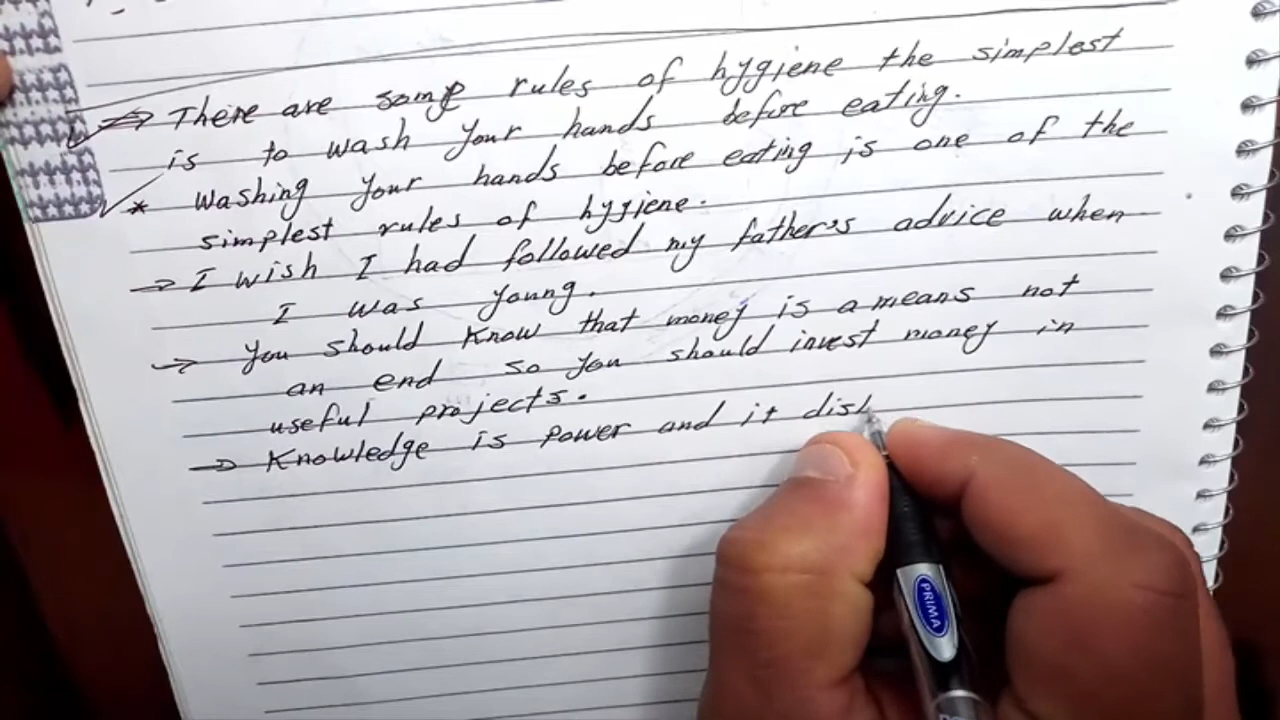 There are some rules of hygiene the simplest
is to wash your hands before eating.
* Washing your hands before eating is one of the
simplest rules of hygiene.
→ I wish I had followed my father's advice when
I was young.
→ You should know that money is a means not
an end so you should invest money in
useful projects.
→ Knowledge is power and it
PRIMA